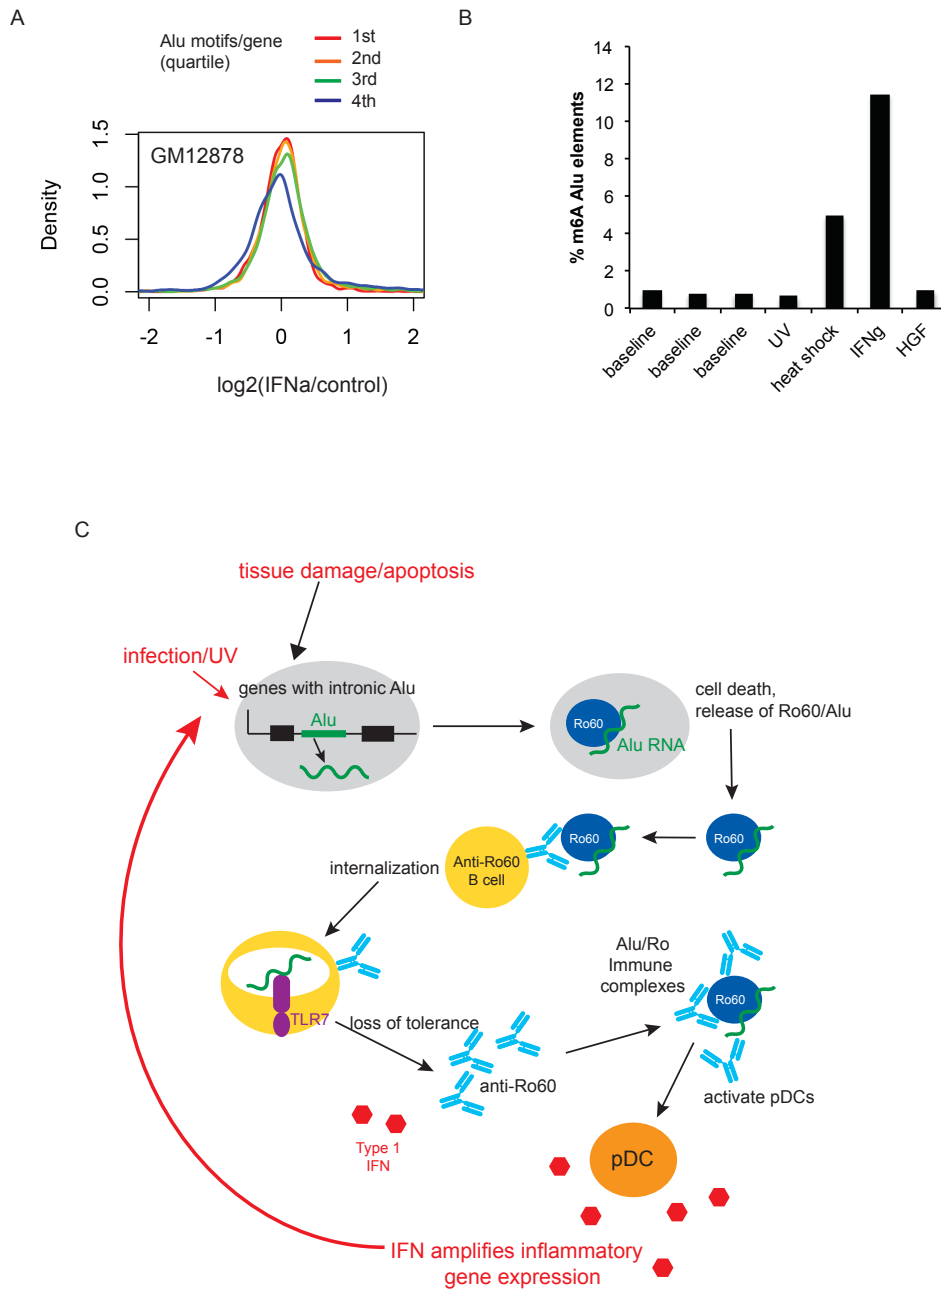 A
Alu motifs/gene
(quartile)
1st
2nd
3rd
4th
GM12878
Density
1.5
1.0
0.5
0.0
-2
-1
0
1
2
log2(IFNa/control)
B
% m6A Alu elements
14
12
10
8
6
4
2
0
baseline
baseline
baseline
UV
heat shock
IFNg
HGF
C
tissue damage/apoptosis
infection/UV
genes with intronic Alu
Alu
Ro60
Alu RNA
cell death,
release of Ro60/Alu
Ro60
Ro60
Anti-Ro60
B cell
internalization
TLR7
loss of tolerance
anti-Ro60
Alu/Ro
Immune
complexes
Ro60
activate pDCs
Type 1
IFN
pDC
IFN amplifies inflammatory
gene expression